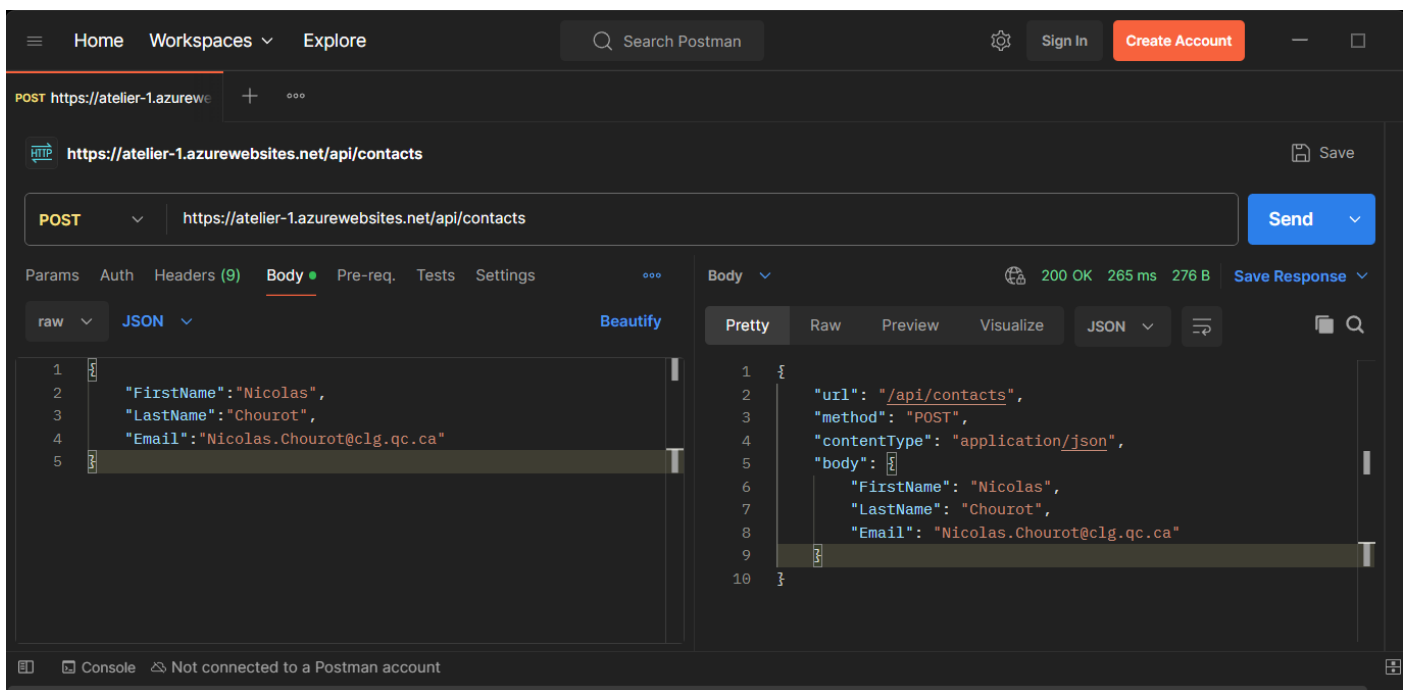 Home Workspaces Explore Search Postman Sign In Create Account
POST https://atelier-1.azurewe
HTTP https://atelier-1.azurewebsites.net/api/contacts Save
POST https://atelier-1.azurewebsites.net/api/contacts Send
Params Auth Headers (9) Body Pre-req. Tests Settings
raw JSON Beautify
1 {
2 "FirstName":"Nicolas",
3 "LastName":"Chourot",
4 "Email":"Nicolas.Chourot@clg.qc.ca"
5 }
Body 200 OK 265 ms 276 B Save Response
Pretty Raw Preview Visualize JSON
1 {
2 "url": "/api/contacts",
3 "method": "POST",
4 "contentType": "application/json",
5 "body": {
6 "FirstName": "Nicolas",
7 "LastName": "Chourot",
8 "Email": "Nicolas.Chourot@clg.qc.ca"
9 }
10 }
Console Not connected to a Postman account